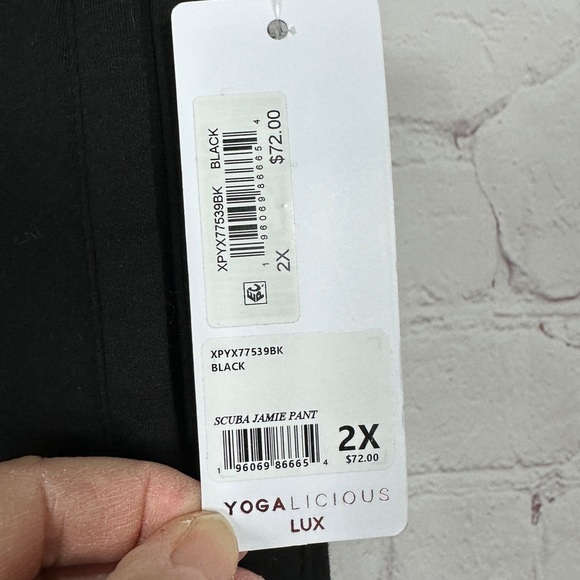 XPYX77539BK BLACK
1 96069 86665 4
2X $72.00
EPC
XPYX77539BK
BLACK
SCUBA JAMIE PANT
2X
1 96069 86665 4
$72.00
YOGALICIOUS
LUX